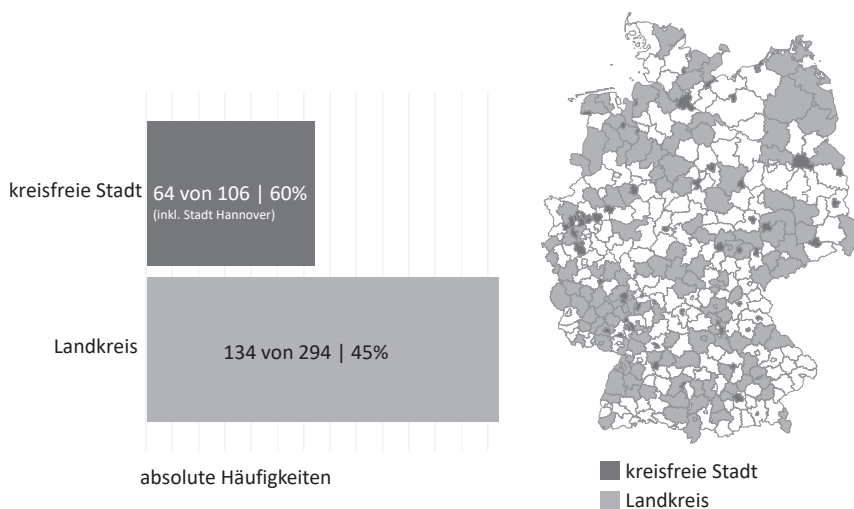 kreisfreie Stadt
64 von 106 | 60%
(inkl. Stadt Hannover)
Landkreis
134 von 294 | 45%
absolute Häufigkeiten
kreisfreie Stadt
Landkreis